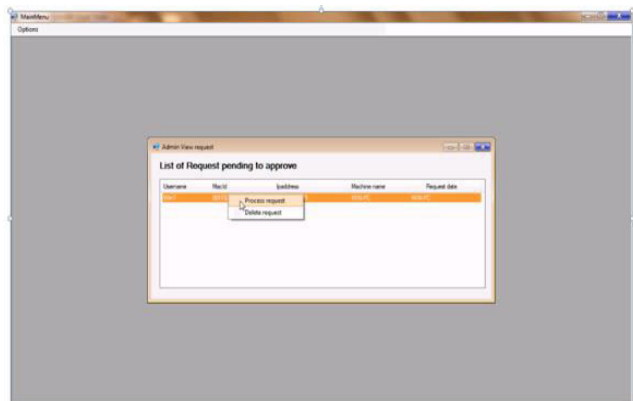 MainMenu
Options
Admin View request
List of Request pending to approve
Username MacId Ipaddress Machine name Request date
Process request
Delete request